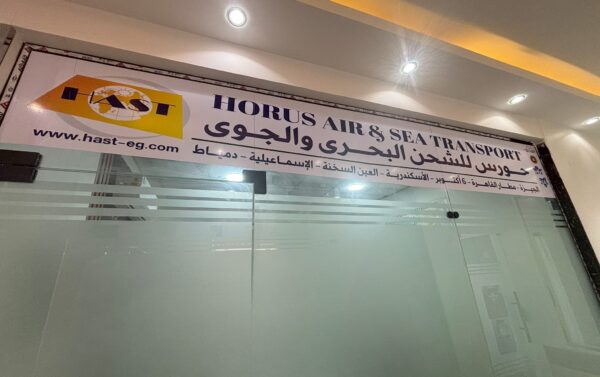 HAST
HORUS AIR & SEA TRANSPORT
www.hast-eg.com
حورس للشحن البحرى والجوى
الجيزة - مطار القاهرة - 6 أكتوبر - الأسكندرية - العين السخنة - الإسماعيلية - دمياط